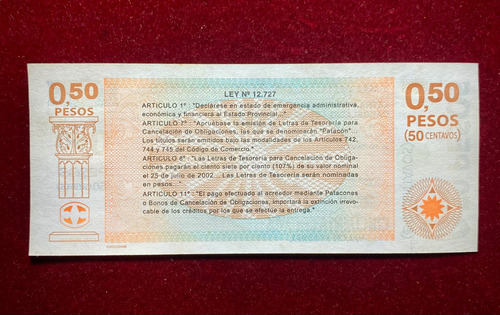 0,50
PESOS
LEY Nº 12.727
ARTICULO 1º : "Declárese en estado de emergencia administrativa,
económica y financiera al Estado Provincial..."
ARTICULO 7º : "Apruébase la emisión de Letras de Tesorería para
Cancelación de Obligaciones, las que se denominarán "Patacón"...
Los títulos serán emitidos bajo las modalidades de los Artículos 742,
744 y 745 del Código de Comercio."
ARTICULO 8º : "Las Letras de Tesorería para Cancelación de Obliga-
ciones pagarán el ciento siete por ciento (107%) de su valor nominal
el 25 de julio de 2002... Las Letras de Tesorería serán nominadas
en pesos..."
ARTICULO 11º : "El pago efectuado al acreedor mediante Patacones
o Bonos de Cancelación de Obligaciones, importará la extinción irrevo-
cable de los créditos por los que se efectúe la entrega."
0,50
PESOS
(50 CENTAVOS)